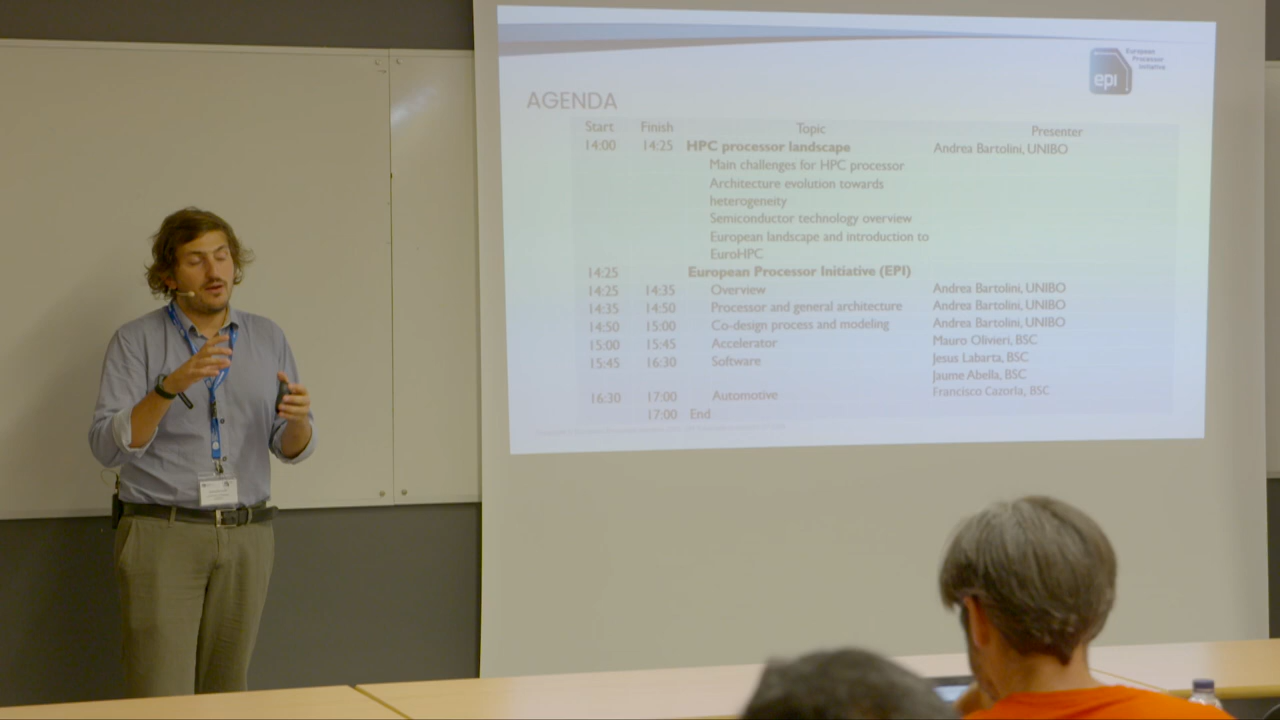 European
Processor
Initiative
epi
AGENDA
Start Finish Topic Presenter
14:00 14:25 HPC processor landscape Andrea Bartolini, UNIBO
Main challenges for HPC processor
Architecture evolution towards
heterogeneity
Semiconductor technology overview
European landscape and introduction to
EuroHPC
14:25 European Processor Initiative (EPI)
14:25 14:35 Overview Andrea Bartolini, UNIBO
14:35 14:50 Processor and general architecture Andrea Bartolini, UNIBO
14:50 15:00 Co-design process and modeling Andrea Bartolini, UNIBO
15:00 15:45 Accelerator Mauro Olivieri, BSC
15:45 16:30 Software Jesus Labarta, BSC
Jaume Abella, BSC
16:30 17:00 Automotive Francisco Cazorla, BSC
17:00 End